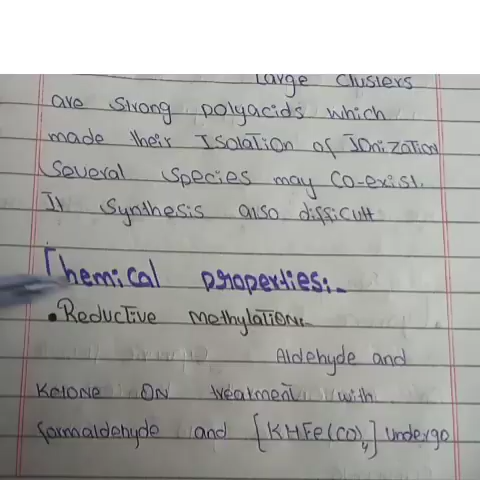 Large Clusters
are strong polyacids which
made their Isolation of Ionization
Several Species may Co-exist.
It Synthesis also difficult
Chemical properties:-
• Reductive Methylation:-
Aldehyde and
Ketone ON treatment with
formaldehyde and [KHFe(CO)4] undergo